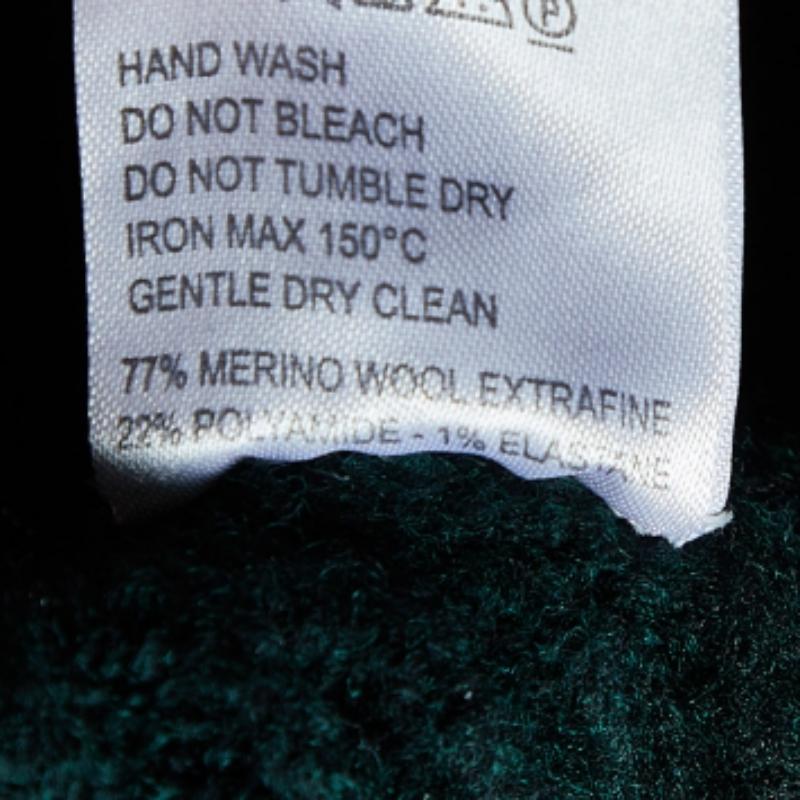 P
HAND WASH
DO NOT BLEACH
DO NOT TUMBLE DRY
IRON MAX 150°C
GENTLE DRY CLEAN
77% MERINO WOOL EXTRAFINE
22% POLYAMIDE - 1% ELASTANE